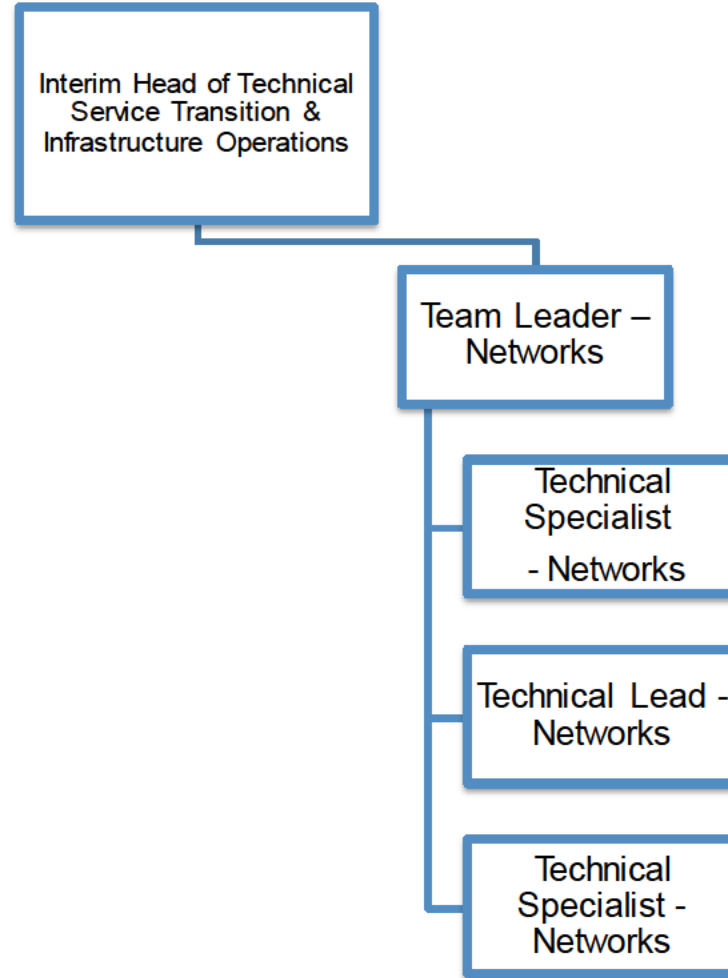 Interim Head of Technical
Service Transition &
Infrastructure Operations
Team Leader –
Networks
Technical
Specialist
- Networks
Technical Lead -
Networks
Technical
Specialist -
Networks